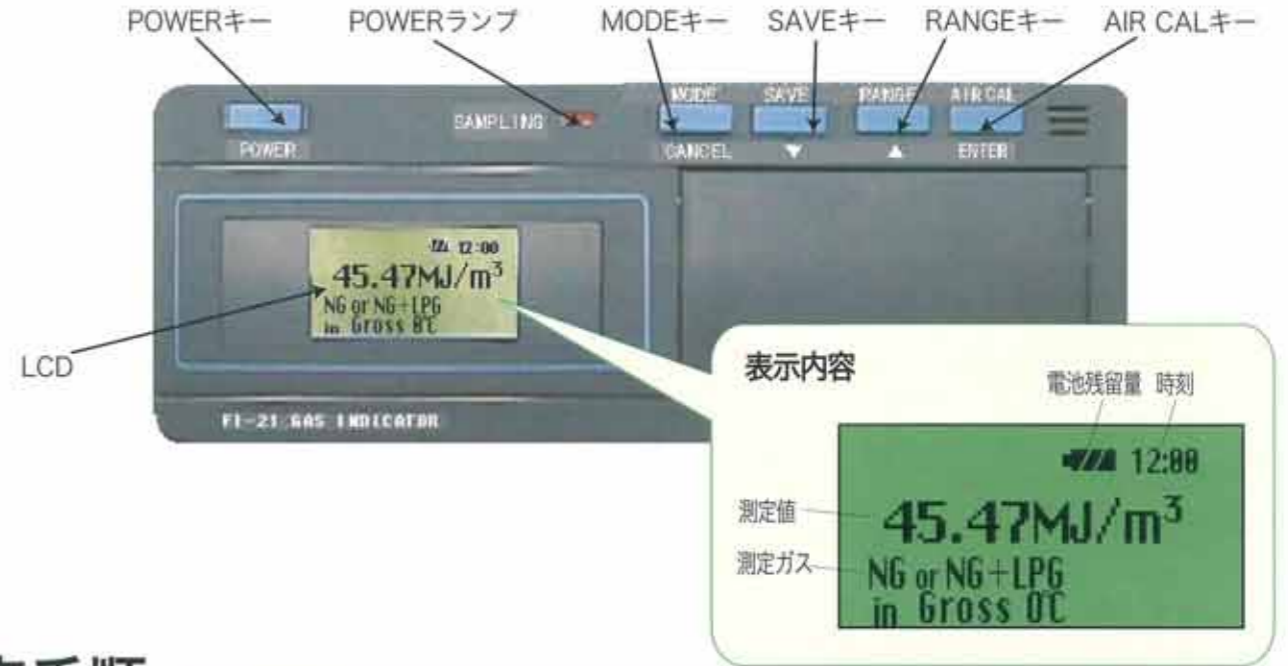 POWERキー POWERランプ MODEキー SAVEキー RANGEキー AIR CALキー
MODE SAVE RANGE AIR CAL
SAMPLING
POWER CANCEL ▼ ▲ ENTER
12:00
45.47MJ/m³
NG or NG+LPG
in Gross 0℃
LCD
FI-21 GAS INDICATOR
表示内容
電池残留量 時刻
12:00
測定値 45.47MJ/m³
測定ガス NG or NG+LPG
in Gross 0℃